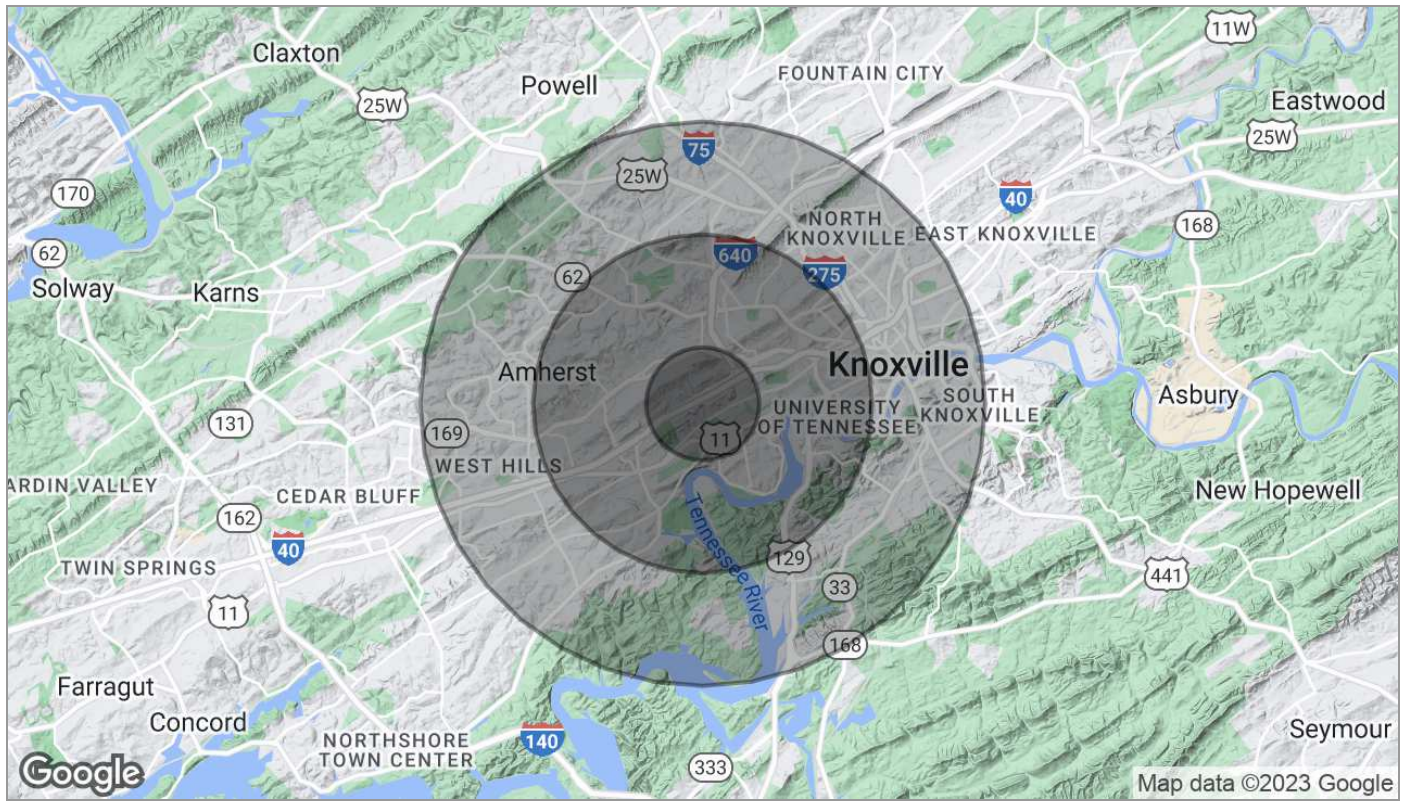 11W
Claxton
FOUNTAIN CITY
Powell
25W
Eastwood
25W
75
25W
170
40
NORTH
KNOXVILLE
EAST KNOXVILLE
168
62
640
275
62
Solway
Karns
Knoxville
Amherst
Asbury
SOUTH
KNOXVILLE
UNIVERSITY
OF TENNESSEE
131
169
11
WEST HILLS
ARDIN VALLEY
CEDAR BLUFF
New Hopewell
162
40
Tennessee River
129
TWIN SPRINGS
441
33
11
168
Farragut
Concord
Seymour
NORTHSHORE
TOWN CENTER
140
333
Google
Map data ©2023 Google